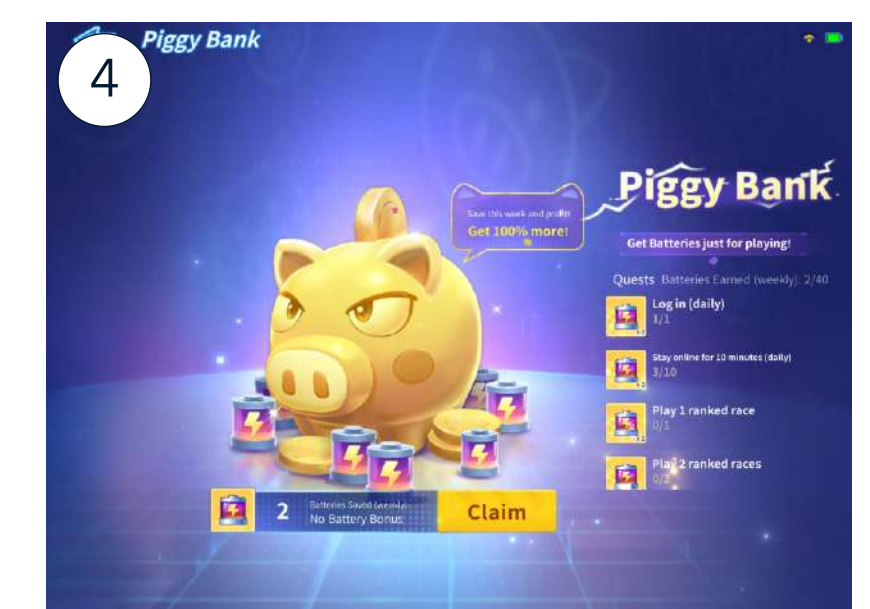 4
Piggy Bank
Save this week and profit!
Get 100% more!
Piggy Bank
Get Batteries just for playing!
Quests Batteries Earned (weekly): 2/40
Log in (daily)
1/1
Stay online for 10 minutes (daily)
3/10
Play 1 ranked race
0/1
Play 2 ranked races
0/2
2
Batteries Saved (weekly)
No Battery Bonus
Claim